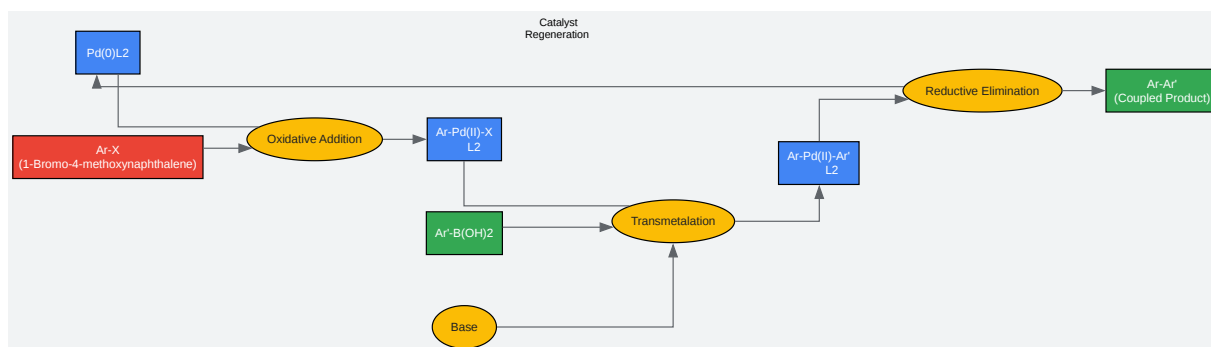 Catalyst
Regeneration
Pd(0)L2
Reductive Elimination
Ar-Ar'
(Coupled Product)
Oxidative Addition
Ar-X
(1-Bromo-4-methoxynaphthalene)
Ar-Pd(II)-X
L2
Ar-Pd(II)-Ar'
L2
Transmetalation
Ar'-B(OH)2
Base